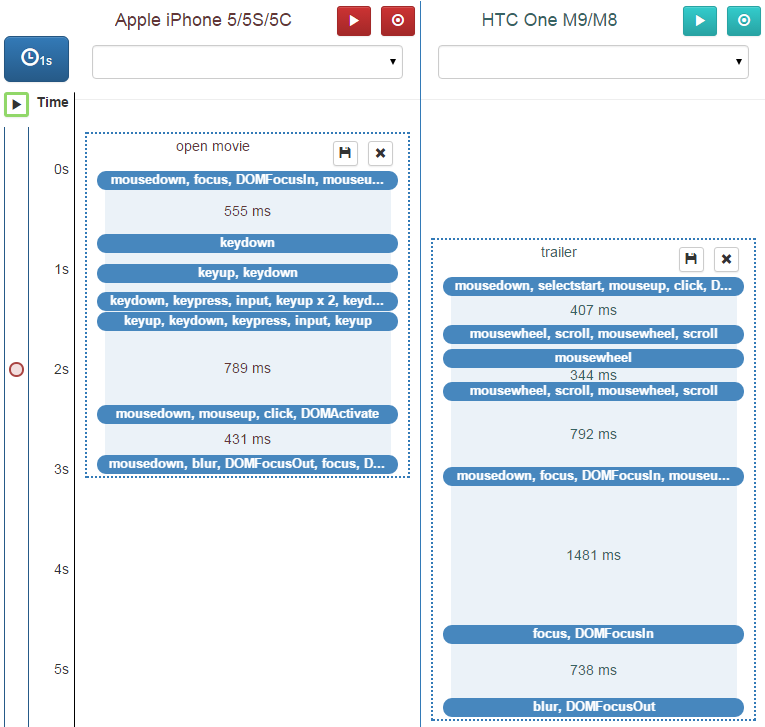 Apple iPhone 5/5S/5C
HTC One M9/M8
1s
Time
0s
1s
2s
3s
4s
5s
open movie
mousedown, focus, DOMFocusIn, mouseu...
555 ms
keydown
keyup, keydown
keydown, keypress, input, keyup x 2, keyd...
keyup, keydown, keypress, input, keyup
789 ms
mousedown, mouseup, click, DOMActivate
431 ms
mousedown, blur, DOMFocusOut, focus, D...
trailer
mousedown, selectstart, mouseup, click, D...
407 ms
mousewheel, scroll, mousewheel, scroll
mousewheel
344 ms
mousewheel, scroll, mousewheel, scroll
792 ms
mousedown, focus, DOMFocusIn, mouseu...
1481 ms
focus, DOMFocusIn
738 ms
blur, DOMFocusOut